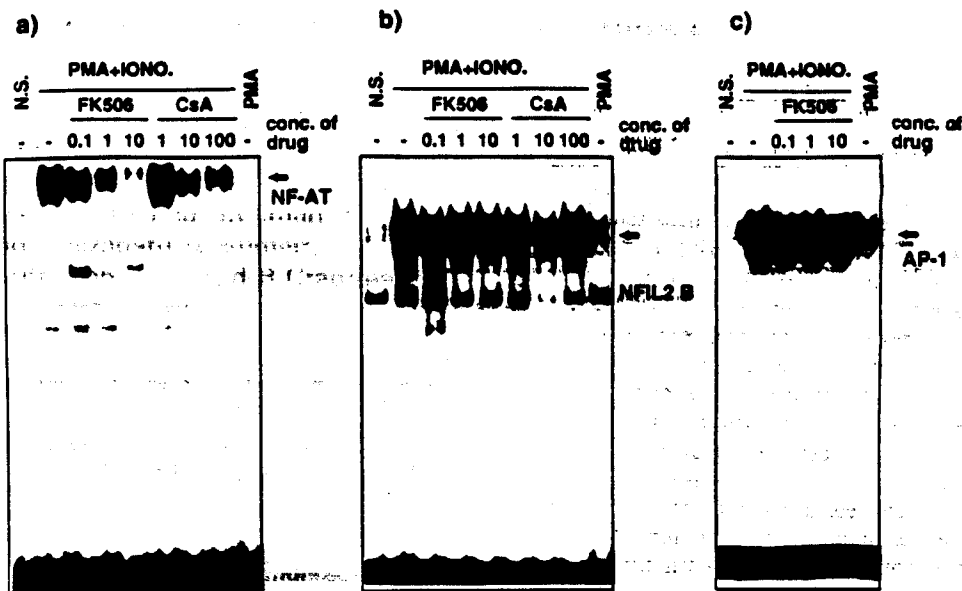 a)
N.S.
PMA+IONO.
FK506 CsA
PMA
- - 0.1 1 10 1 10 100 -
conc. of
drug
NF-AT
b)
N.S.
PMA+IONO.
FK506 CsA
PMA
- - 0.1 1 10 1 10 100 -
conc. of
drug
NFIL2 B
c)
N.S.
PMA+IONO.
FK506
PMA
- - 0.1 1 10 -
conc. of
drug
AP-1